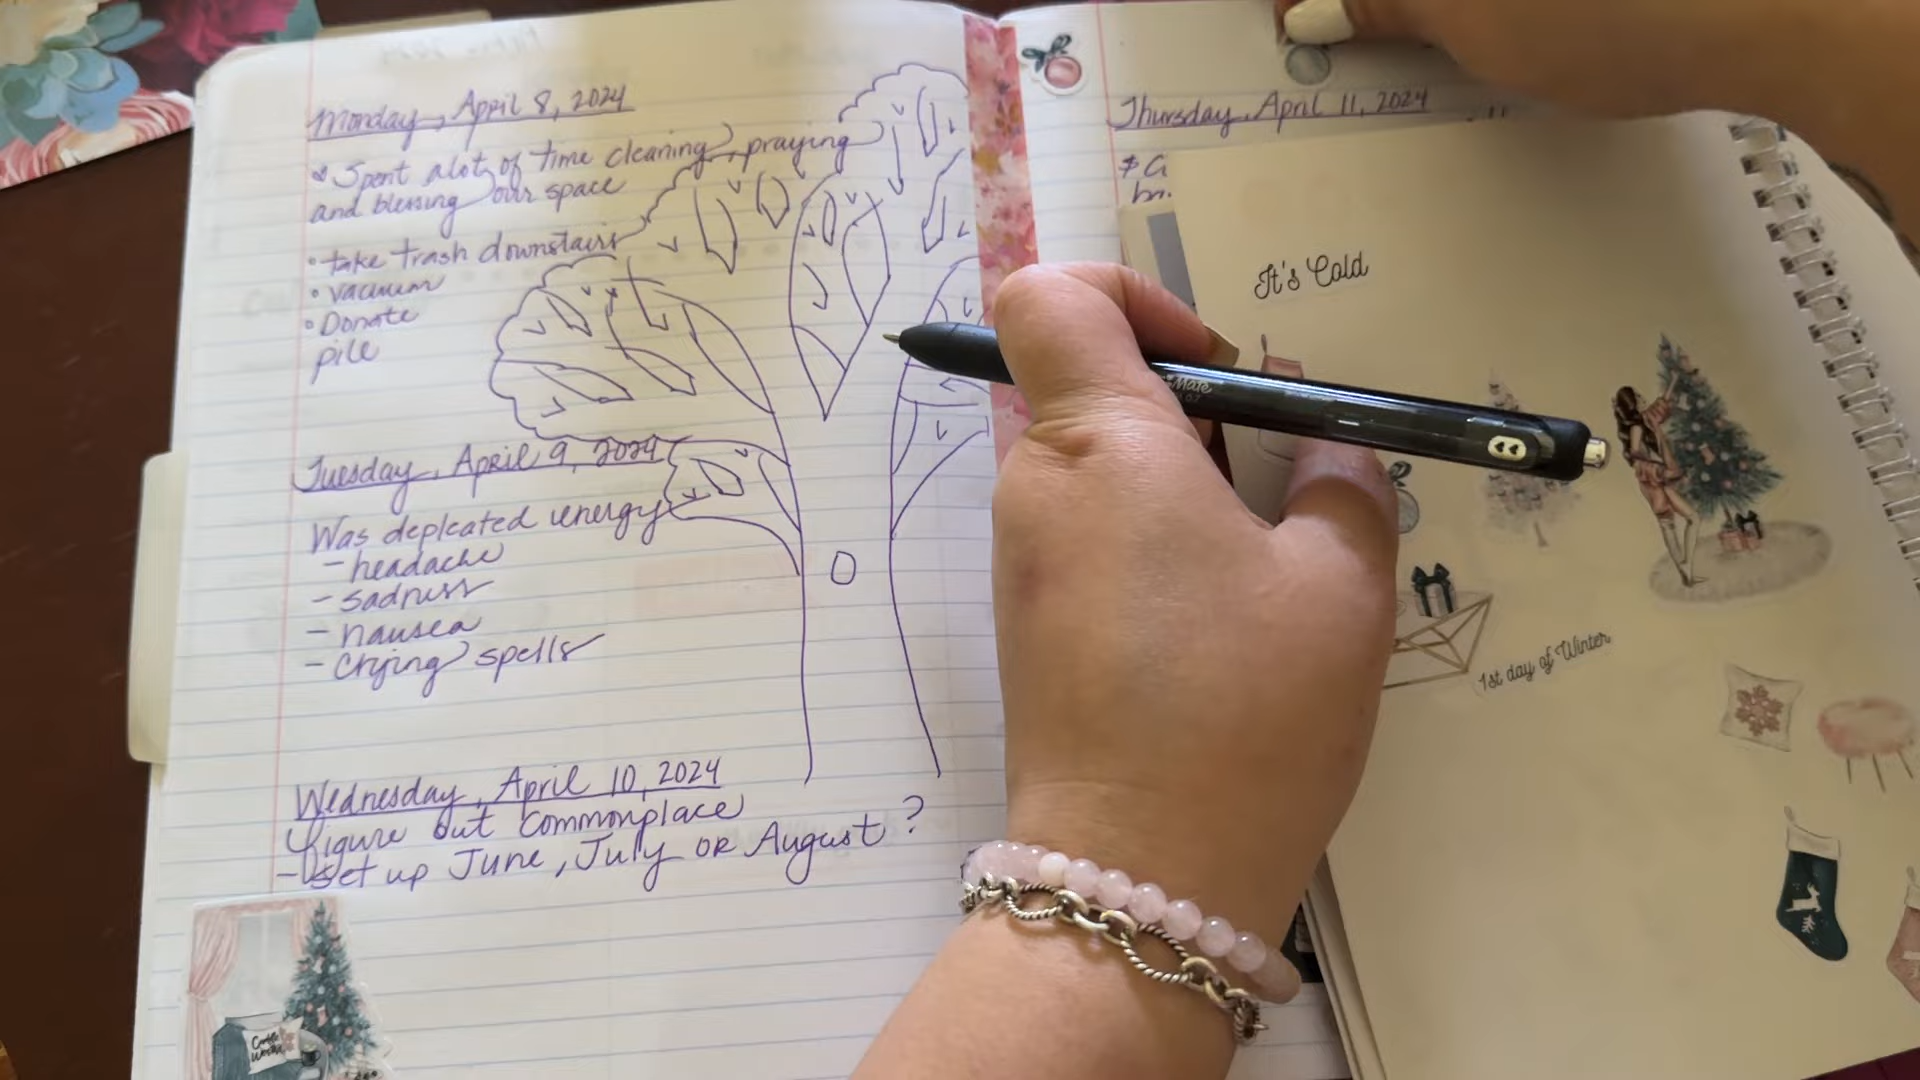 Monday, April 8, 2024
Spent alot of time cleaning, praying
and blessing our space
• take trash downstairs
• vacuum
• Donate
pile
Tuesday, April 9, 2024
Was depleated energy
- headache
- sadness
- nausea
- Crying spells
Wednesday, April 10, 2024
figure out Commonplace
- Set up June, July OR August?
Thursday, April 11, 2024
It's Cold
1st day of Winter
Mate